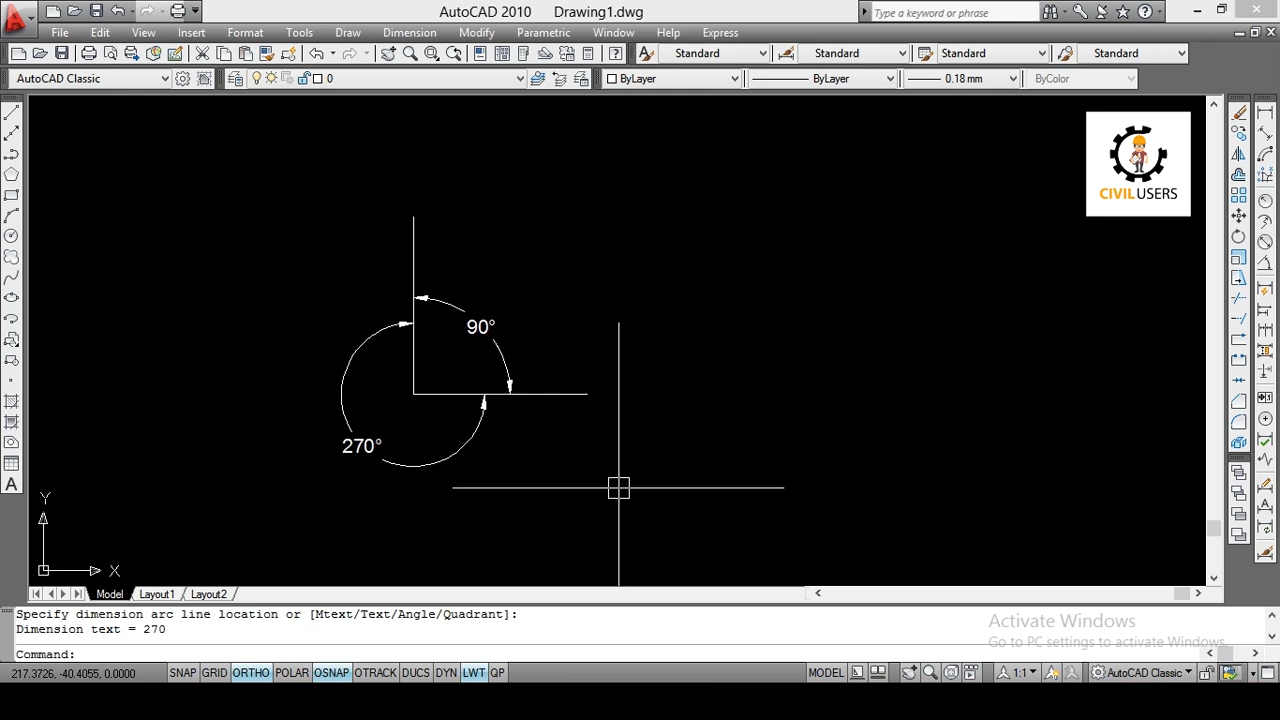 AutoCAD 2010 Drawing1.dwg
Type a keyword or phrase
File Edit View Insert Format Tools Draw Dimension Modify Parametric Window Help Express
Standard Standard Standard Standard
AutoCAD Classic 0 ByLayer ByLayer 0.18 mm ByColor
CIVILUSERS
90°
270°
Y
X
A
Model Layout1 Layout2
Specify dimension arc line location or [Mtext/Text/Angle/Quadrant]:
Dimension text = 270
Activate Windows
Go to PC settings to activate Windows.
Command:
217.3726, -40.4055, 0.0000 SNAP GRID ORTHO POLAR OSNAP OTRACK DUCS DYN LWT QP MODEL 1:1 AutoCAD Classic